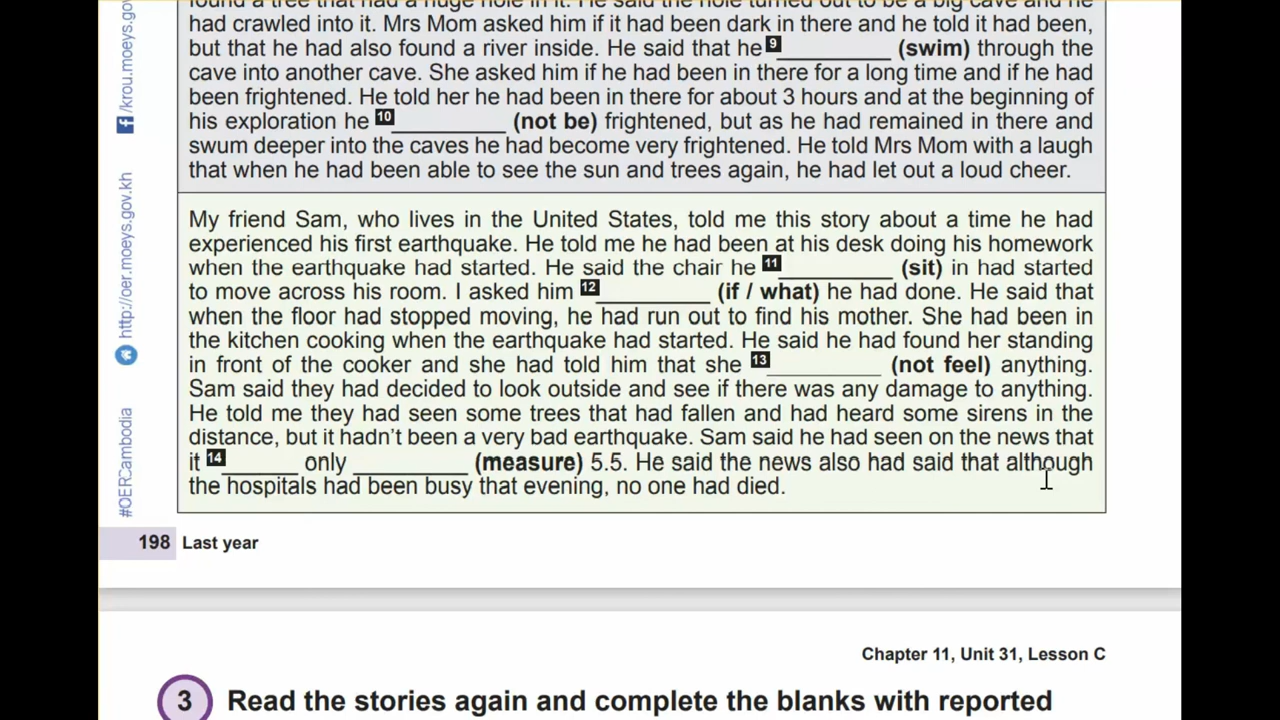 found a tree that had a huge hole in it. He said the hole turned out to be a big cave and he
had crawled into it. Mrs Mom asked him if it had been dark in there and he told it had been,
but that he had also found a river inside. He said that he 9 __________ (swim) through the
cave into another cave. She asked him if he had been in there for a long time and if he had
been frightened. He told her he had been in there for about 3 hours and at the beginning of
his exploration he 10 __________ (not be) frightened, but as he had remained in there and
swum deeper into the caves he had become very frightened. He told Mrs Mom with a laugh
that when he had been able to see the sun and trees again, he had let out a loud cheer.
My friend Sam, who lives in the United States, told me this story about a time he had
experienced his first earthquake. He told me he had been at his desk doing his homework
when the earthquake had started. He said the chair he 11 __________ (sit) in had started
to move across his room. I asked him 12 __________ (if / what) he had done. He said that
when the floor had stopped moving, he had run out to find his mother. She had been in
the kitchen cooking when the earthquake had started. He said he had found her standing
in front of the cooker and she had told him that she 13 __________ (not feel) anything.
Sam said they had decided to look outside and see if there was any damage to anything.
He told me they had seen some trees that had fallen and had heard some sirens in the
distance, but it hadn't been a very bad earthquake. Sam said he had seen on the news that
it 14 _______ only __________ (measure) 5.5. He said the news also had said that although
the hospitals had been busy that evening, no one had died.
/krou.moeys.gov.
http://oer.moeys.gov.kh
#OERCambodia
198 Last year
Chapter 11, Unit 31, Lesson C
3 Read the stories again and complete the blanks with reported